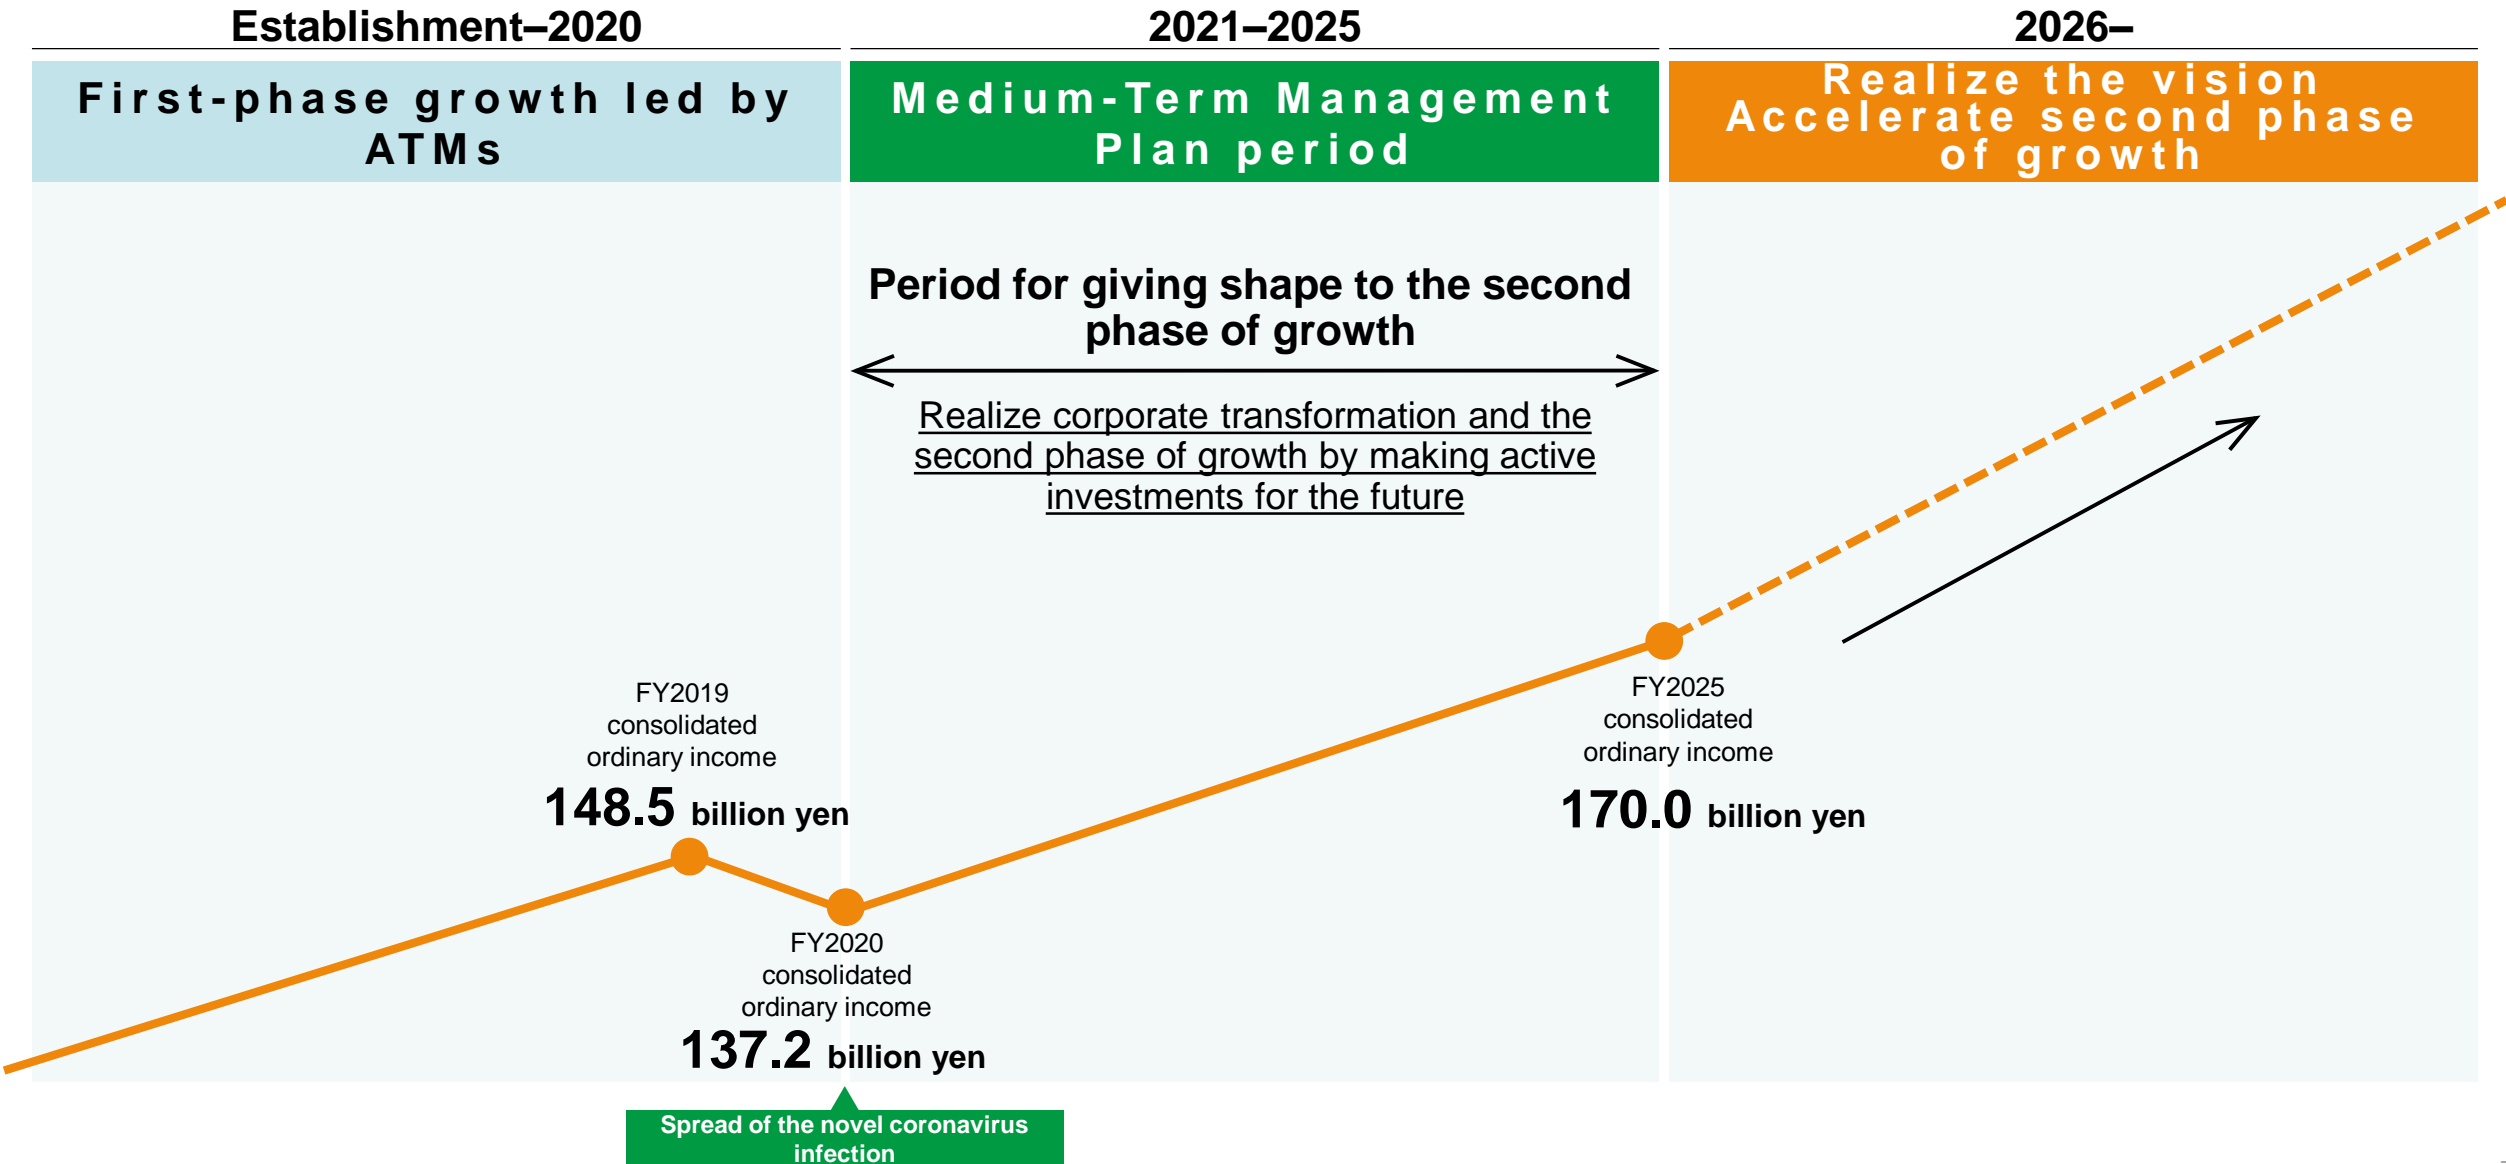 Establishment–2020
2021–2025
2026–
First-phase growth led by
ATMs
Medium-Term Management
Plan period
Realize the vision
Accelerate second phase
of growth
Period for giving shape to the second
phase of growth
Realize corporate transformation and the
second phase of growth by making active
investments for the future
FY2019
consolidated
ordinary income
148.5 billion yen
FY2025
consolidated
ordinary income
170.0 billion yen
FY2020
consolidated
ordinary income
137.2 billion yen
Spread of the novel coronavirus
infection